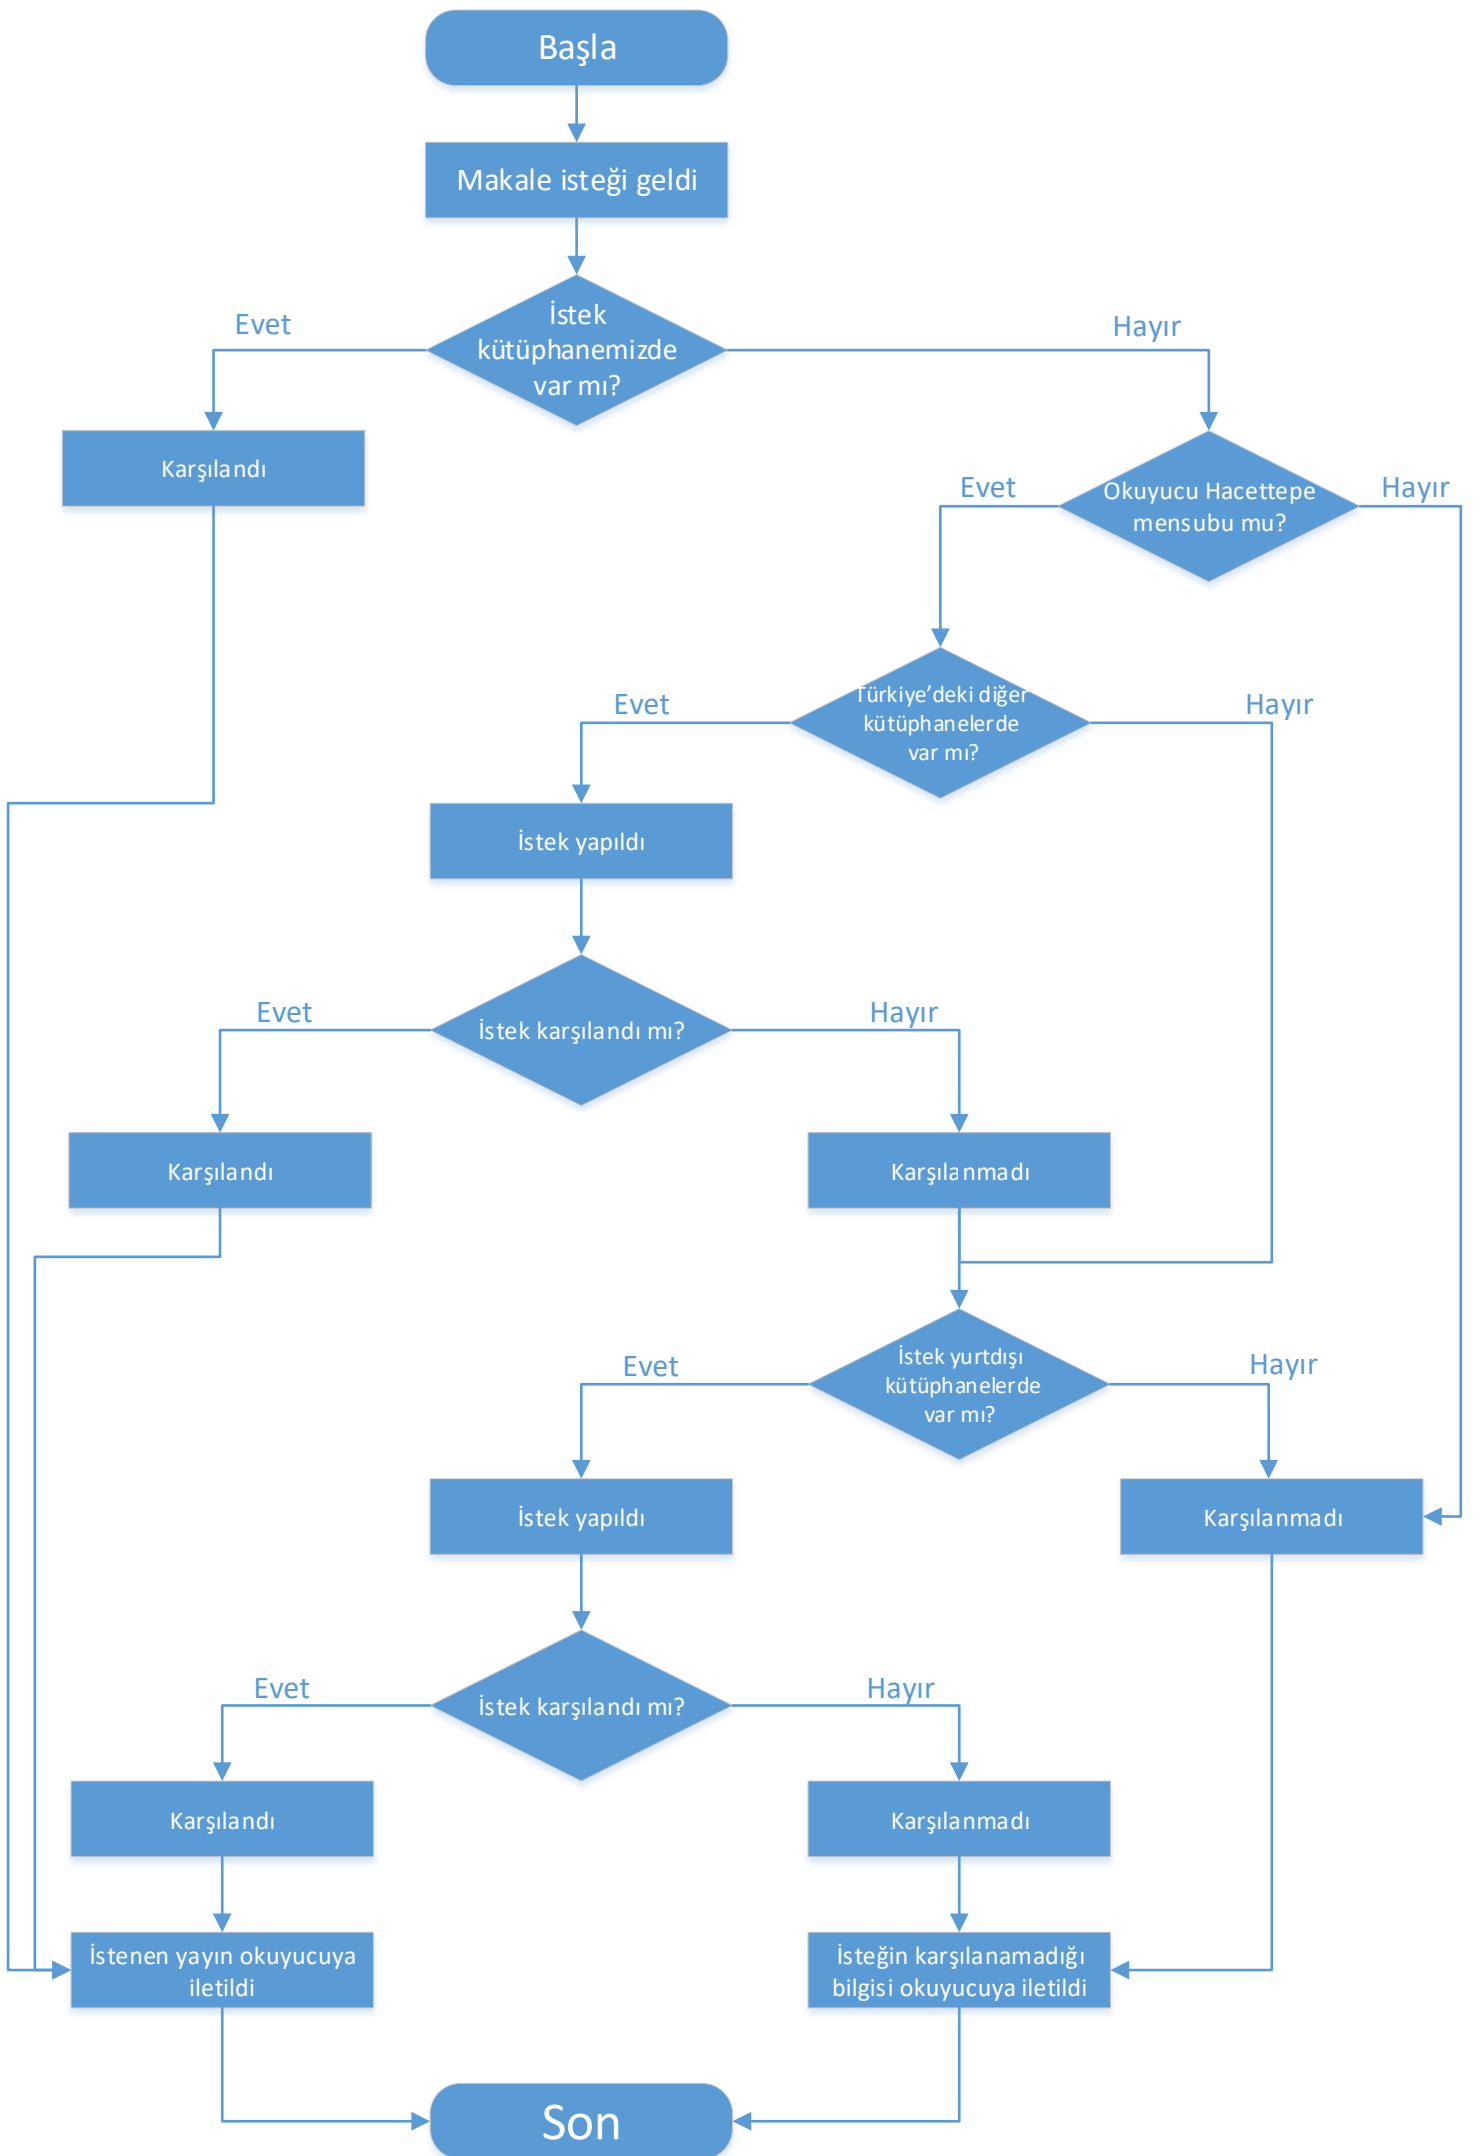 Başla
Makale isteği geldi
İstek
kütüphanemizde
var mı?
Evet
Hayır
Karşılandı
Okuyucu Hacettepe
mensubu mu?
Evet
Hayır
Türkiye’deki diğer
kütüphanelerde
var mı?
Evet
Hayır
İstek yapıldı
İstek karşılandı mı?
Evet
Hayır
Karşılandı
Karşılanmadı
İstek yurtdışı
kütüphanelerde
var mı?
Evet
Hayır
İstek yapıldı
Karşılanmadı
İstek karşılandı mı?
Evet
Hayır
Karşılandı
Karşılanmadı
İstenen yayın okuyucuya
iletildi
İsteğin karşılanamadığı
bilgisi okuyucuya iletildi
Son